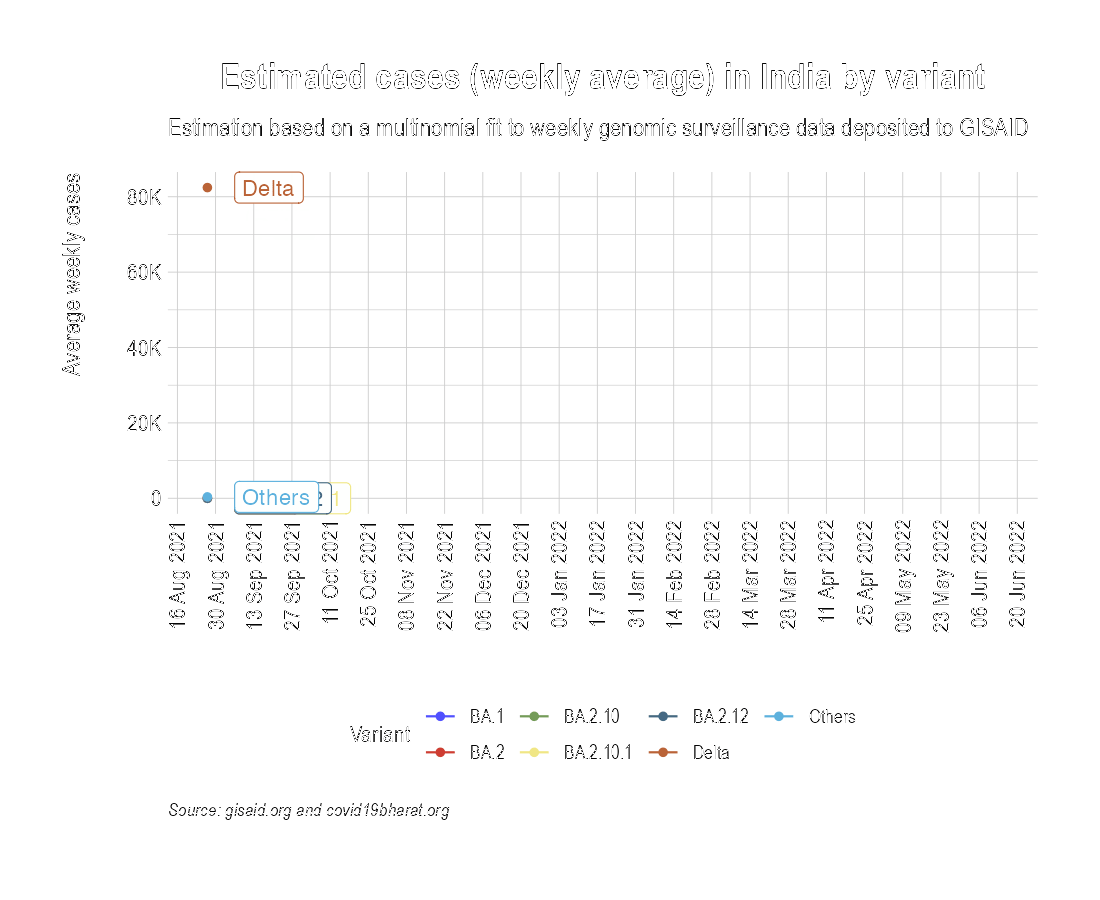 Estimated cases (weekly average) in India by variant
Estimation based on a multinomial fit to weekly genomic surveillance data deposited to GISAID
Average weekly cases
80K
60K
40K
20K
0
Delta
Others
2
1
16 Aug 2021
30 Aug 2021
13 Sep 2021
27 Sep 2021
11 Oct 2021
25 Oct 2021
08 Nov 2021
22 Nov 2021
06 Dec 2021
20 Dec 2021
03 Jan 2022
17 Jan 2022
31 Jan 2022
14 Feb 2022
28 Feb 2022
14 Mar 2022
28 Mar 2022
11 Apr 2022
25 Apr 2022
09 May 2022
23 May 2022
06 Jun 2022
20 Jun 2022
Variant
BA.1
BA.2.10
BA.2.12
Others
BA.2
BA.2.10.1
Delta
Source: gisaid.org and covid19bharat.org